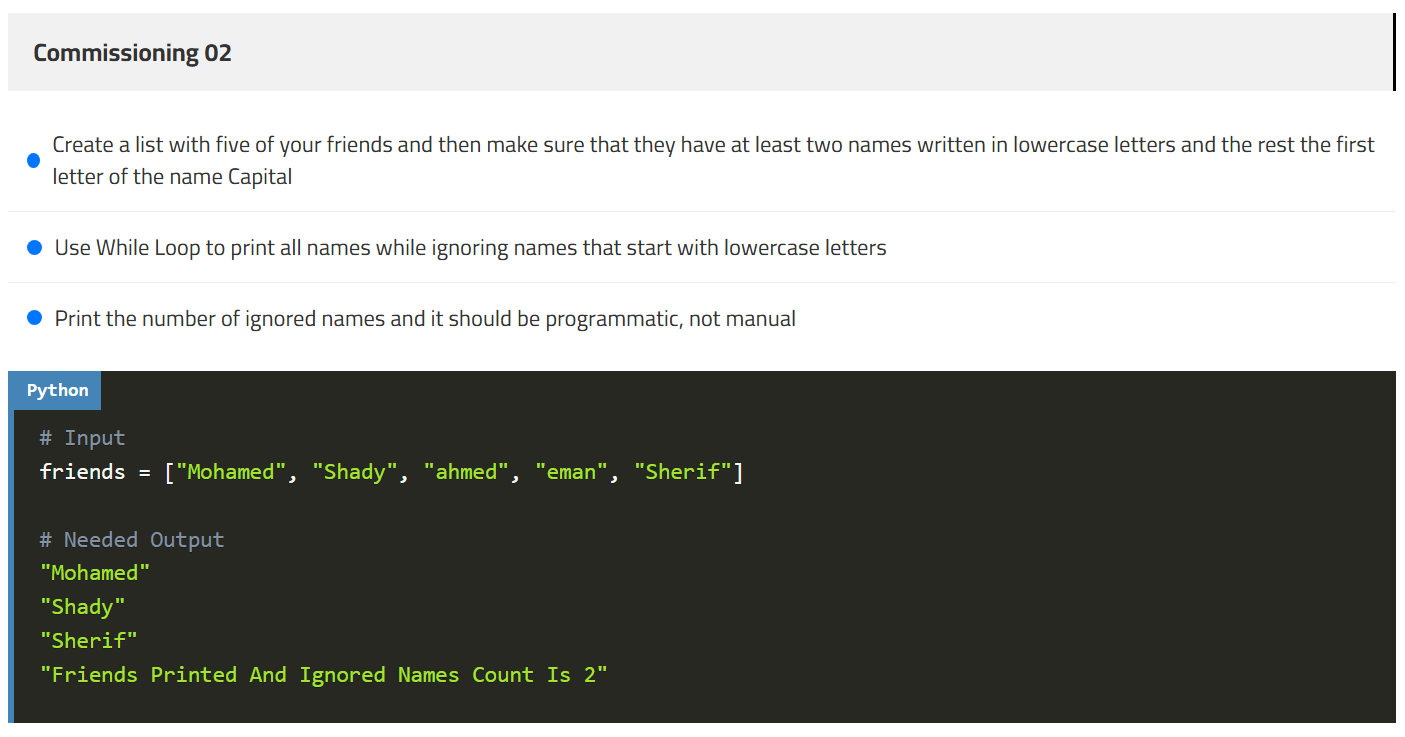 Commissioning 02
Create a list with five of your friends and then make sure that they have at least two names written in lowercase letters and the rest the first
letter of the name Capital
Use While Loop to print all names while ignoring names that start with lowercase letters
Print the number of ignored names and it should be programmatic, not manual
Python
# Input
friends = ["Mohamed", "Shady", "ahmed", "eman", "Sherif"]
# Needed Output
"Mohamed"
"Shady"
"Sherif"
"Friends Printed And Ignored Names Count Is 2"